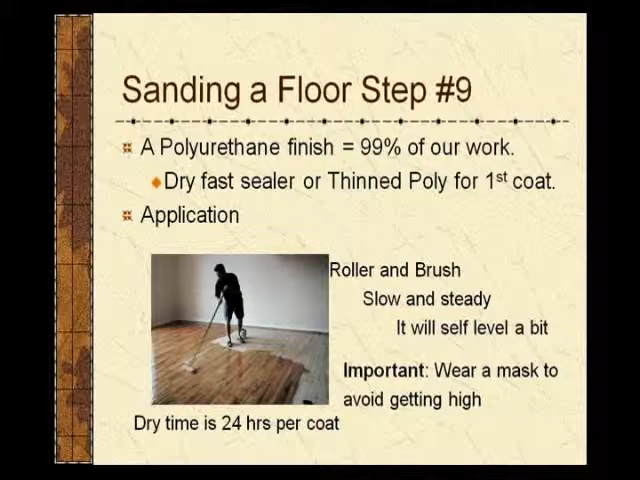 Sanding a Floor Step #9
A Polyurethane finish = 99% of our work.
Dry fast sealer or Thinned Poly for 1st coat.
Application
Roller and Brush
Slow and steady
It will self level a bit
Important: Wear a mask to
avoid getting high
Dry time is 24 hrs per coat